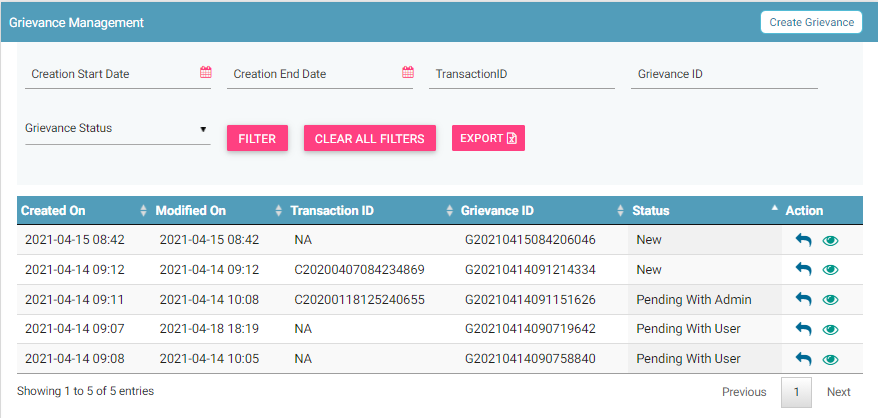 Grievance Management Create Grievance
Creation Start Date Creation End Date TransactionID Grievance ID
Grievance Status FILTER CLEAR ALL FILTERS EXPORT
Created On Modified On Transaction ID Grievance ID Status Action
2021-04-15 08:42 2021-04-15 08:42 NA G20210415084206046 New
2021-04-14 09:12 2021-04-14 09:12 C20200407084234869 G20210414091214334 New
2021-04-14 09:11 2021-04-14 10:08 C20200118125240655 G20210414091151626 Pending With Admin
2021-04-14 09:07 2021-04-18 18:19 NA G20210414090719642 Pending With User
2021-04-14 09:08 2021-04-14 10:05 NA G20210414090758840 Pending With User
Showing 1 to 5 of 5 entries Previous 1 Next